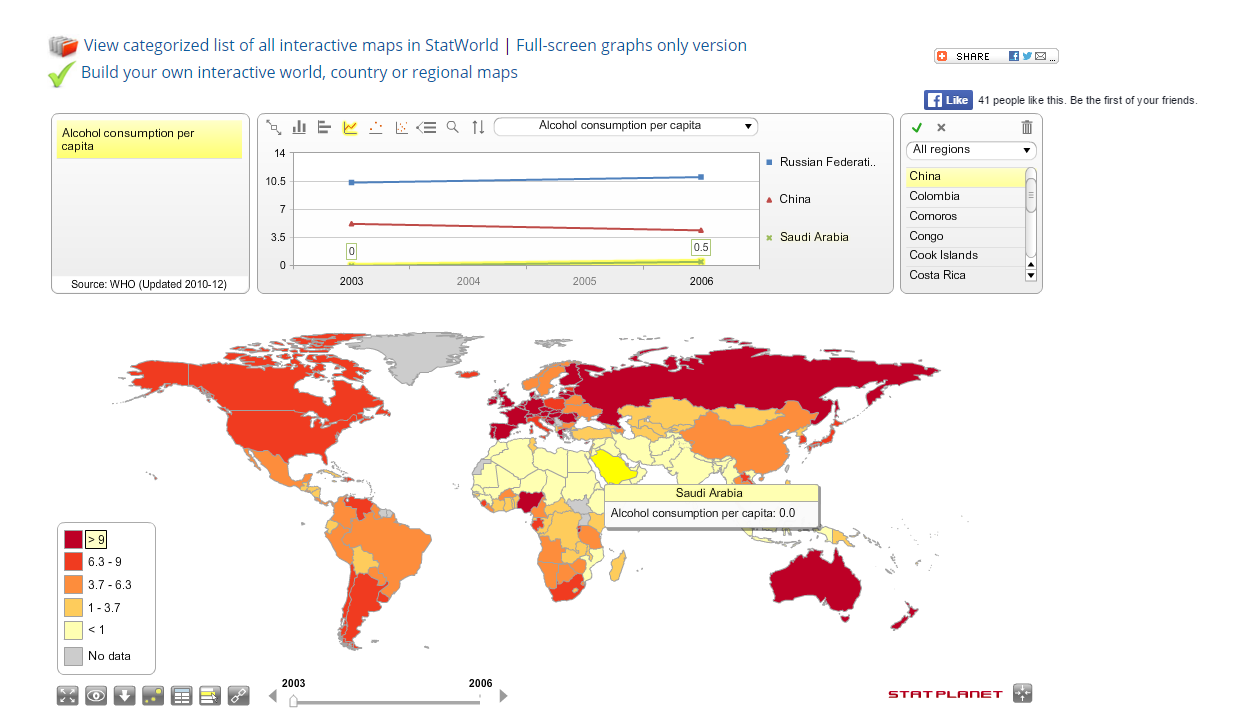 View categorized list of all interactive maps in StatWorld | Full-screen graphs only version
Build your own interactive world, country or regional maps
SHARE ...
Like 41 people like this. Be the first of your friends.
Alcohol consumption per
capita
Source: WHO (Updated 2010-12)
Alcohol consumption per capita
14
10.5
7
3.5
0
0
0.5
2003
2004
2005
2006
Russian Federati..
China
Saudi Arabia
All regions
China
Colombia
Comoros
Congo
Cook Islands
Costa Rica
Saudi Arabia
Alcohol consumption per capita: 0.0
> 9
6.3 - 9
3.7 - 6.3
1 - 3.7
< 1
No data
2003
2006
STATPLANET